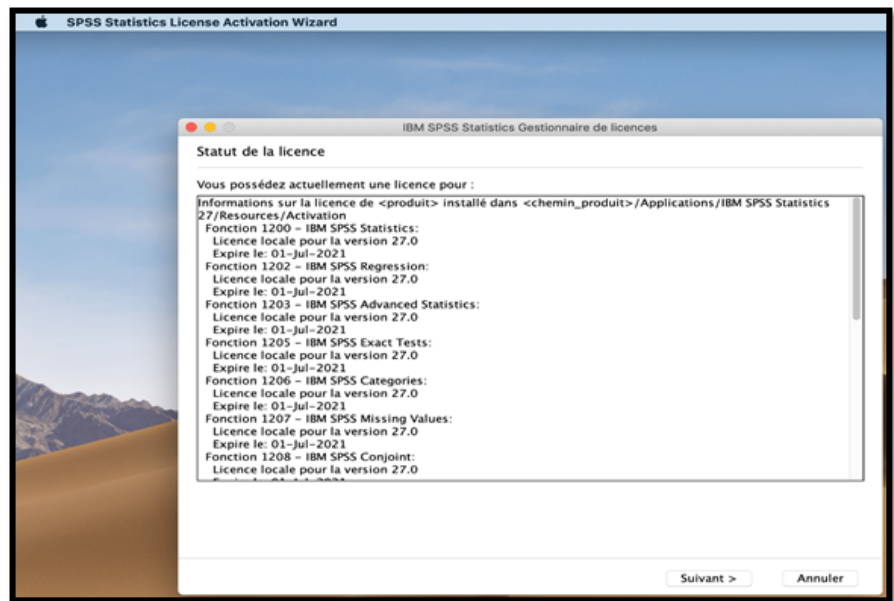 SPSS Statistics License Activation Wizard
IBM SPSS Statistics Gestionnaire de licences
Statut de la licence
Vous possédez actuellement une licence pour :
Informations sur la licence de <produit> installé dans <chemin_produit>/Applications/IBM SPSS Statistics
27/Resources/Activation
Fonction 1200 – IBM SPSS Statistics:
Licence locale pour la version 27.0
Expire le: 01-Jul-2021
Fonction 1202 – IBM SPSS Regression:
Licence locale pour la version 27.0
Expire le: 01-Jul-2021
Fonction 1203 – IBM SPSS Advanced Statistics:
Licence locale pour la version 27.0
Expire le: 01-Jul-2021
Fonction 1205 – IBM SPSS Exact Tests:
Licence locale pour la version 27.0
Expire le: 01-Jul-2021
Fonction 1206 – IBM SPSS Categories:
Licence locale pour la version 27.0
Expire le: 01-Jul-2021
Fonction 1207 – IBM SPSS Missing Values:
Licence locale pour la version 27.0
Expire le: 01-Jul-2021
Fonction 1208 – IBM SPSS Conjoint:
Licence locale pour la version 27.0
Suivant >
Annuler